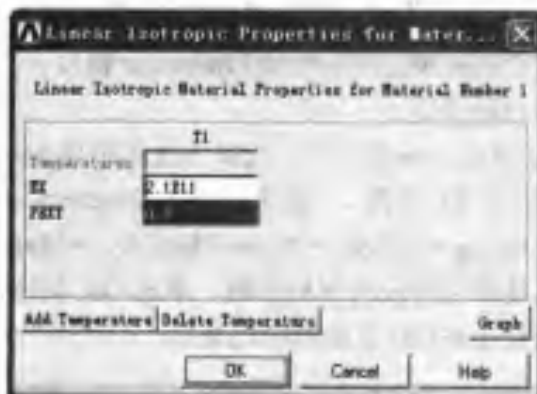 Linear Isotropic Properties for Mater...
Linear Isotropic Material Properties for Material Number 1
T1
Temperatures
EX 2.1E11
PRXY
Add Temperature Delete Temperature Graph
OK Cancel Help